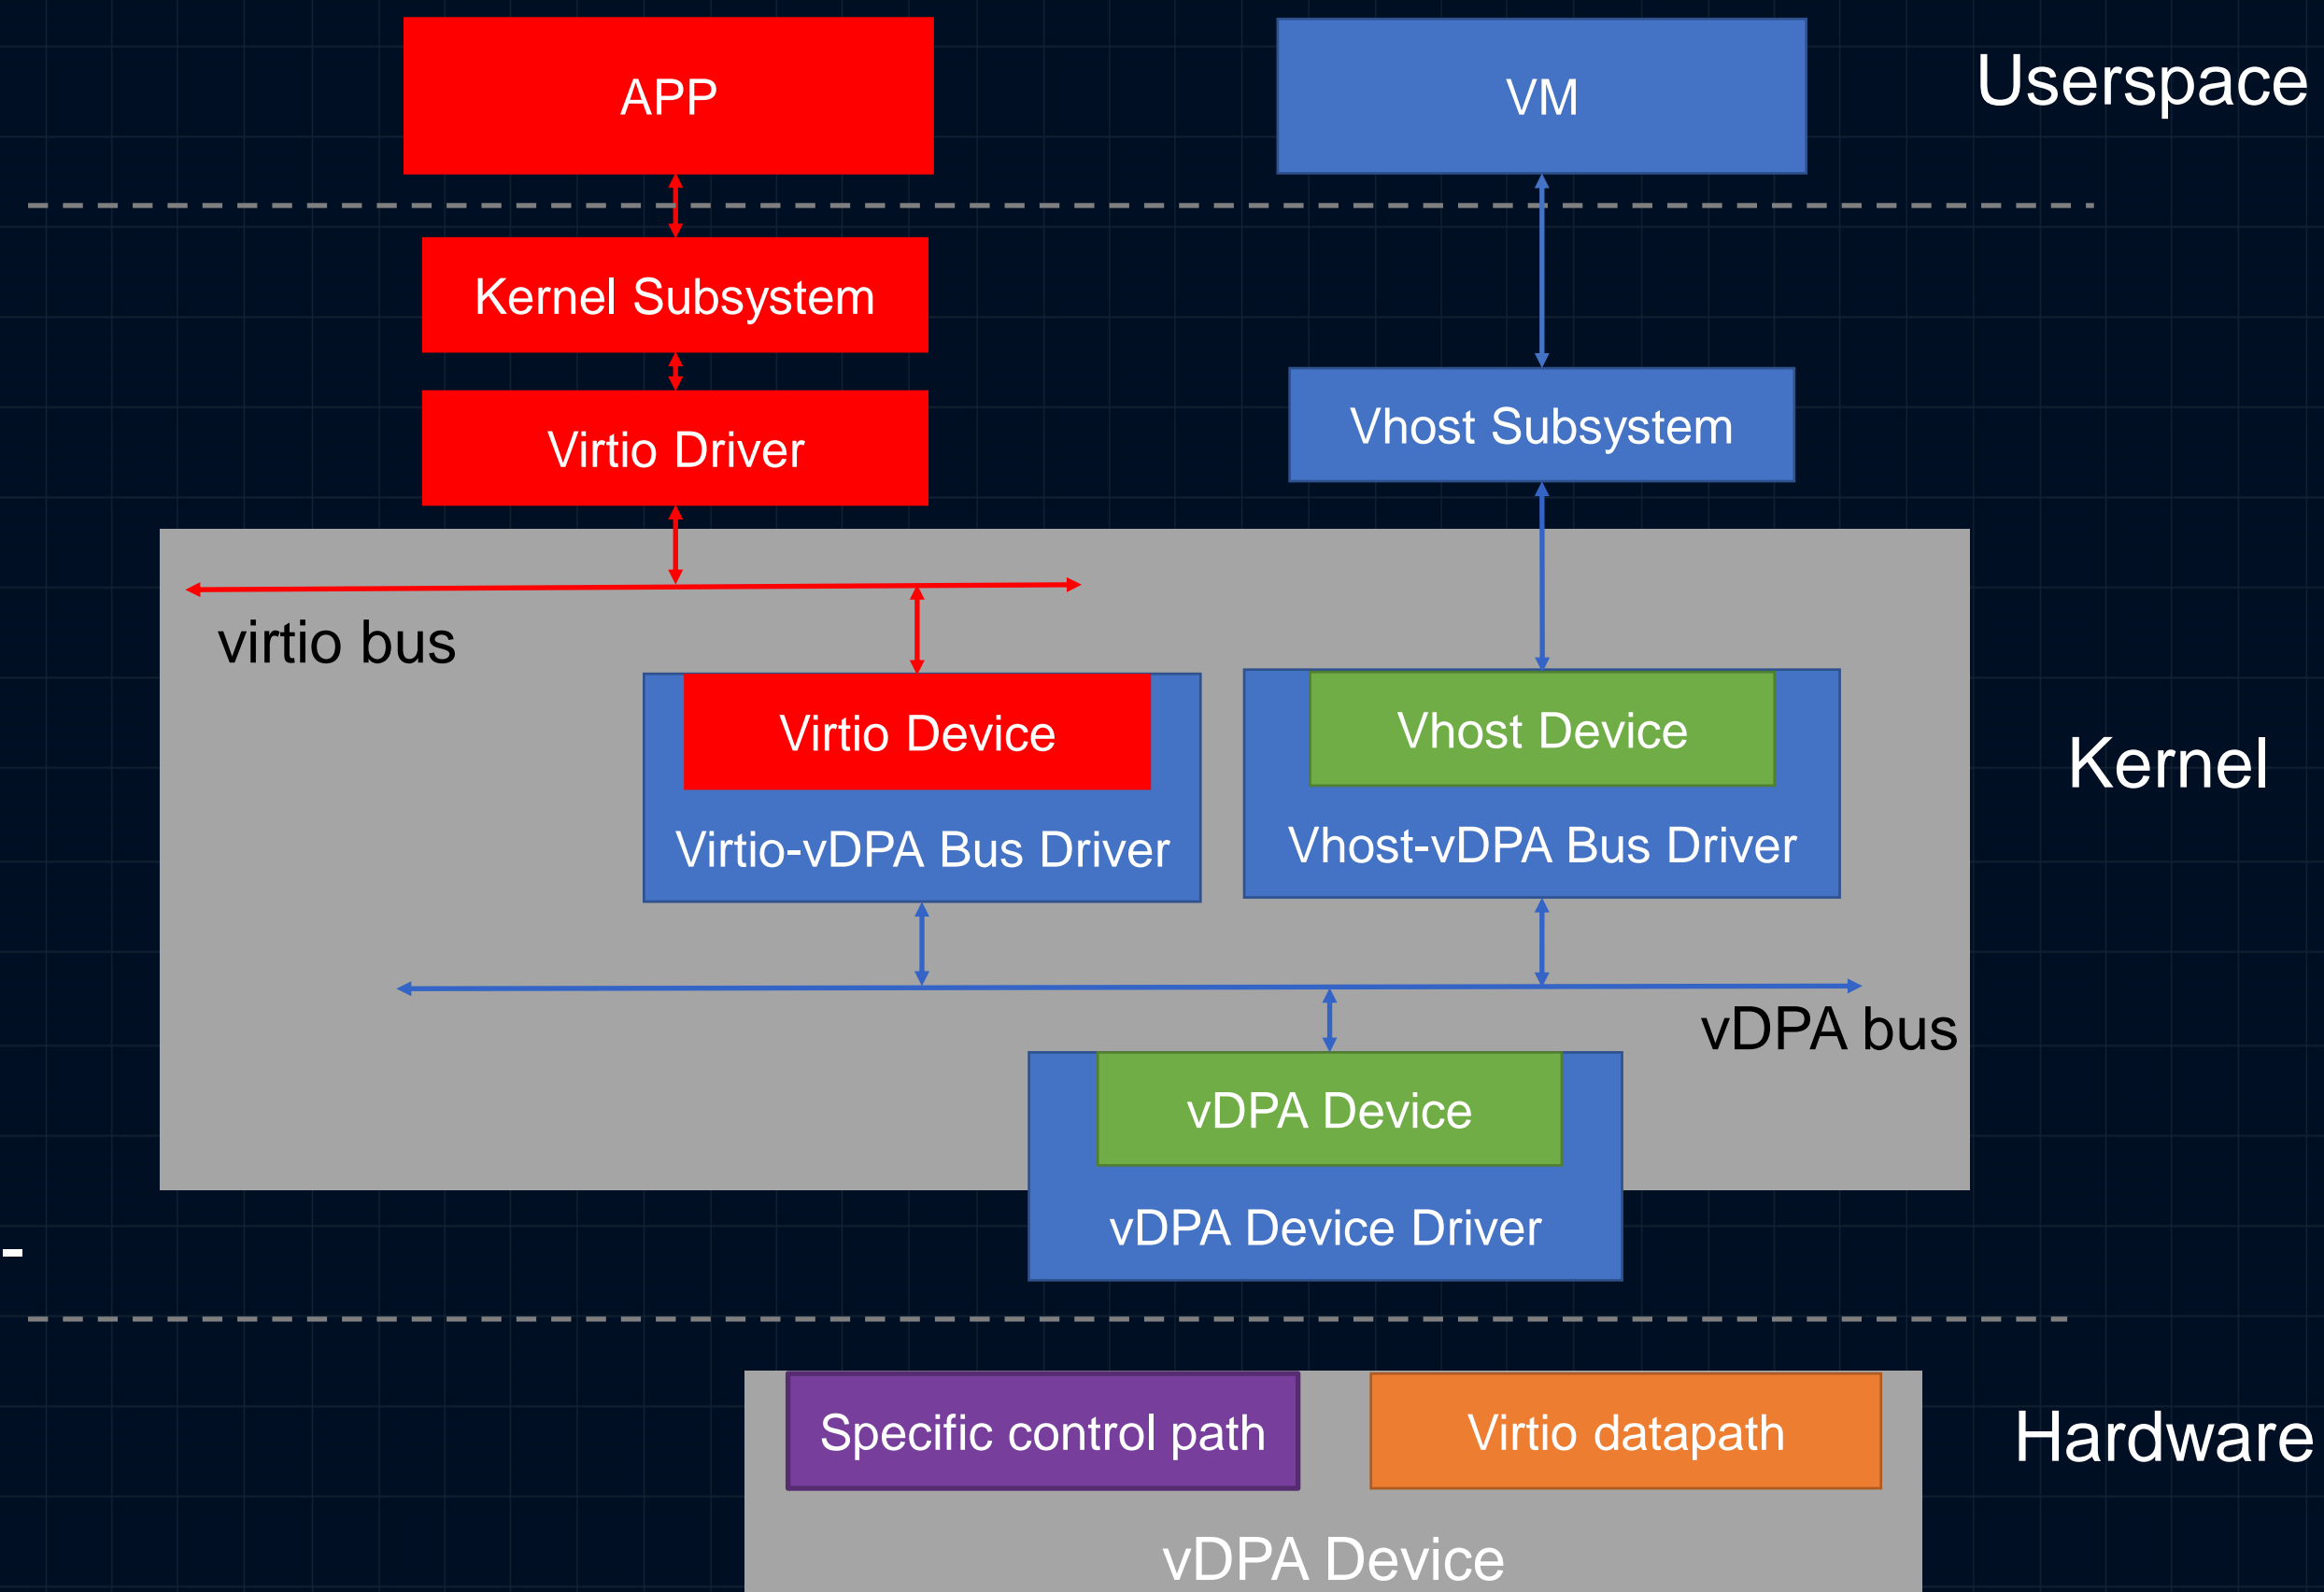 APP
VM
Userspace
Kernel Subsystem
Vhost Subsystem
Virtio Driver
virtio bus
Virtio Device
Vhost Device
Kernel
Virtio-vDPA Bus Driver
Vhost-vDPA Bus Driver
vDPA bus
vDPA Device
vDPA Device Driver
-
Specific control path
Virtio datapath
Hardware
vDPA Device